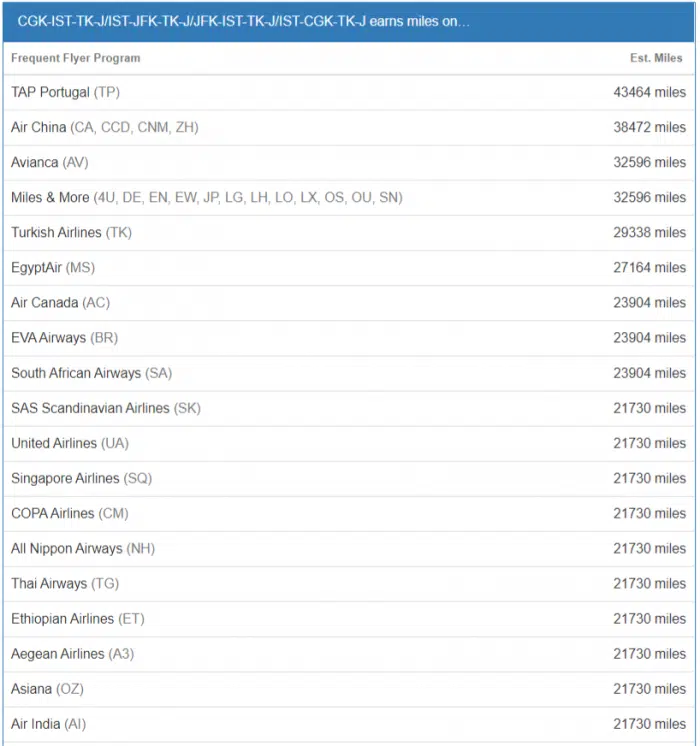 CGK-IST-TK-J/IST-JFK-TK-J/JFK-IST-TK-J/IST-CGK-TK-J earns miles on…
Frequent Flyer Program Est. Miles
TAP Portugal (TP) 43464 miles
Air China (CA, CCD, CNM, ZH) 38472 miles
Avianca (AV) 32596 miles
Miles & More (4U, DE, EN, EW, JP, LG, LH, LO, LX, OS, OU, SN) 32596 miles
Turkish Airlines (TK) 29338 miles
EgyptAir (MS) 27164 miles
Air Canada (AC) 23904 miles
EVA Airways (BR) 23904 miles
South African Airways (SA) 23904 miles
SAS Scandinavian Airlines (SK) 21730 miles
United Airlines (UA) 21730 miles
Singapore Airlines (SQ) 21730 miles
COPA Airlines (CM) 21730 miles
All Nippon Airways (NH) 21730 miles
Thai Airways (TG) 21730 miles
Ethiopian Airlines (ET) 21730 miles
Aegean Airlines (A3) 21730 miles
Asiana (OZ) 21730 miles
Air India (AI) 21730 miles